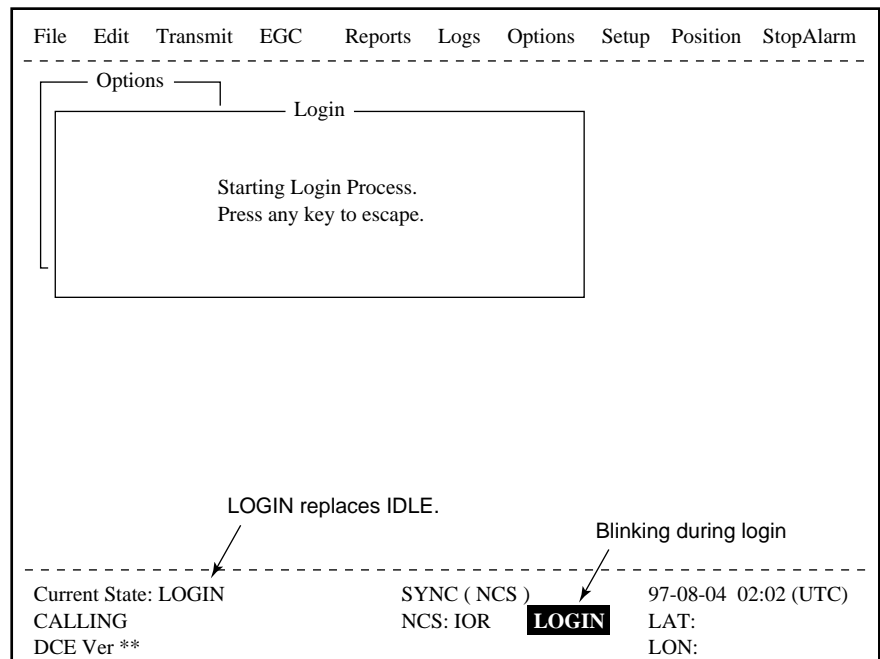 File Edit Transmit EGC Reports Logs Options Setup Position StopAlarm
Options
Login
Starting Login Process.
Press any key to escape.
LOGIN replaces IDLE.
Blinking during login
Current State: LOGIN SYNC ( NCS ) 97-08-04 02:02 (UTC)
CALLING NCS: IOR LOGIN LAT:
DCE Ver ** LON: